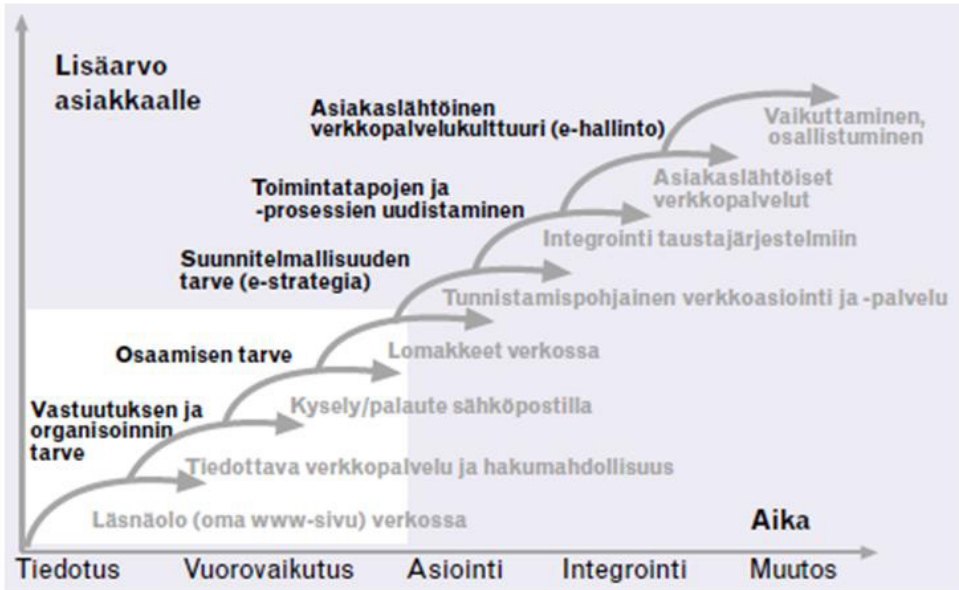 Lisäarvo
asiakkaalle
Asiakaslähtöinen
verkkopalvelukulttuuri (e-hallinto)
Vaikuttaminen,
osallistuminen
Toimintatapojen ja
-prosessien uudistaminen
Asiakaslähtöiset
verkkopalvelut
Suunnitelmallisuuden
tarve (e-strategia)
Integrointi taustajärjestelmiin
Tunnistamispohjainen verkkoasiointi ja -palvelu
Osaamisen tarve
Lomakkeet verkossa
Vastuutuksen ja
organisoinnin
tarve
Kysely/palaute sähköpostilla
Tiedottava verkkopalvelu ja hakumahdollisuus
Läsnäolo (oma www-sivu) verkossa
Aika
Tiedotus Vuorovaikutus Asiointi Integrointi Muutos